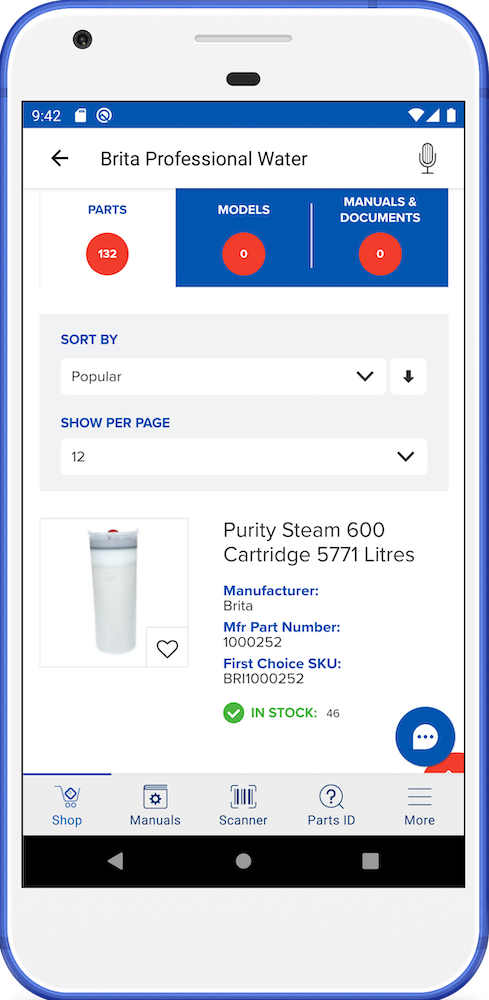 9:42
Brita Professional Water
PARTS
132
MODELS
0
MANUALS &
DOCUMENTS
0
SORT BY
Popular
SHOW PER PAGE
12
Purity Steam 600
Cartridge 5771 Litres
Manufacturer:
Brita
Mfr Part Number:
1000252
First Choice SKU:
BRI1000252
IN STOCK: 46
Shop
Manuals
Scanner
Parts ID
More